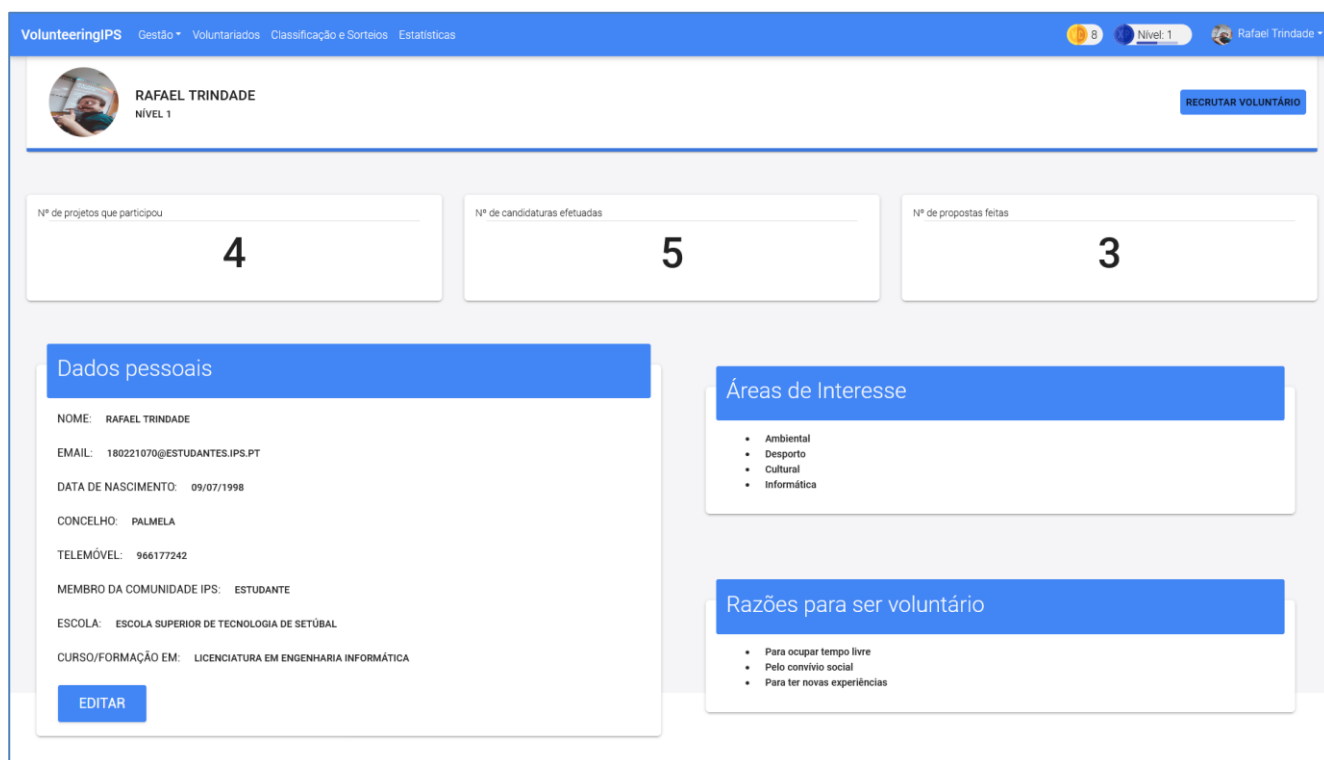 VolunteeringIPS Gestão Voluntariados Classificação e Sorteios Estatísticas 8 Nível: 1 Rafael Trindade
RAFAEL TRINDADE
NÍVEL 1
RECRUTAR VOLUNTÁRIO
Nº de projetos que participou
4
Nº de candidaturas efetuadas
5
Nº de propostas feitas
3
Dados pessoais
NOME: RAFAEL TRINDADE
EMAIL: 180221070@ESTUDANTES.IPS.PT
DATA DE NASCIMENTO: 09/07/1998
CONCELHO: PALMELA
TELEMÓVEL: 966177242
MEMBRO DA COMUNIDADE IPS: ESTUDANTE
ESCOLA: ESCOLA SUPERIOR DE TECNOLOGIA DE SETÚBAL
CURSO/FORMAÇÃO EM: LICENCIATURA EM ENGENHARIA INFORMÁTICA
EDITAR
Áreas de Interesse
• Ambiental
• Desporto
• Cultural
• Informática
Razões para ser voluntário
• Para ocupar tempo livre
• Pelo convívio social
• Para ter novas experiências